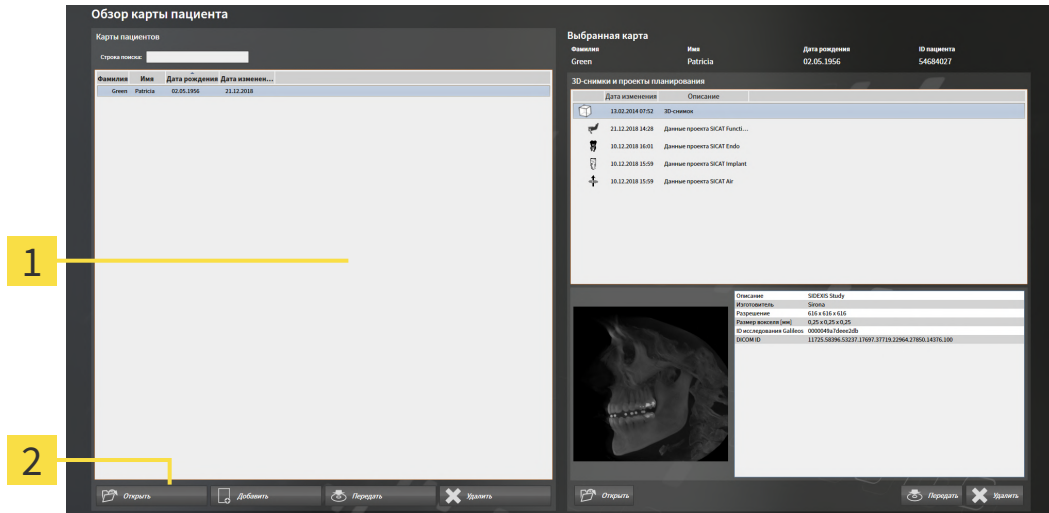 Обзор карты пациента
Карты пациентов
Строка поиска:
Фамилия Имя Дата рождения Дата изменен...
Green Patricia 02.05.1956 21.12.2018
1
2
Открыть Добавить Передать Удалить
Выбранная карта
Фамилия Имя Дата рождения ID пациента
Green Patricia 02.05.1956 54684027
3D-снимки и проекты планирования
Дата изменения Описание
13.02.2014 07:52 3D-снимок
21.12.2018 14:28 Данные проекта SICAT Functi...
10.12.2018 16:01 Данные проекта SICAT Endo
10.12.2018 15:59 Данные проекта SICAT Implant
10.12.2018 15:59 Данные проекта SICAT Air
Описание SIDEXIS Study
Изготовитель Sirona
Разрешение 616 x 616 x 616
Размер вокселя [мм] 0,25 x 0,25 x 0,25
ID исследования Galileos 0000049a7deee2db
DICOM ID 11725.58396.53237.17697.37719.22964.27850.14376.100
Открыть Передать Удалить